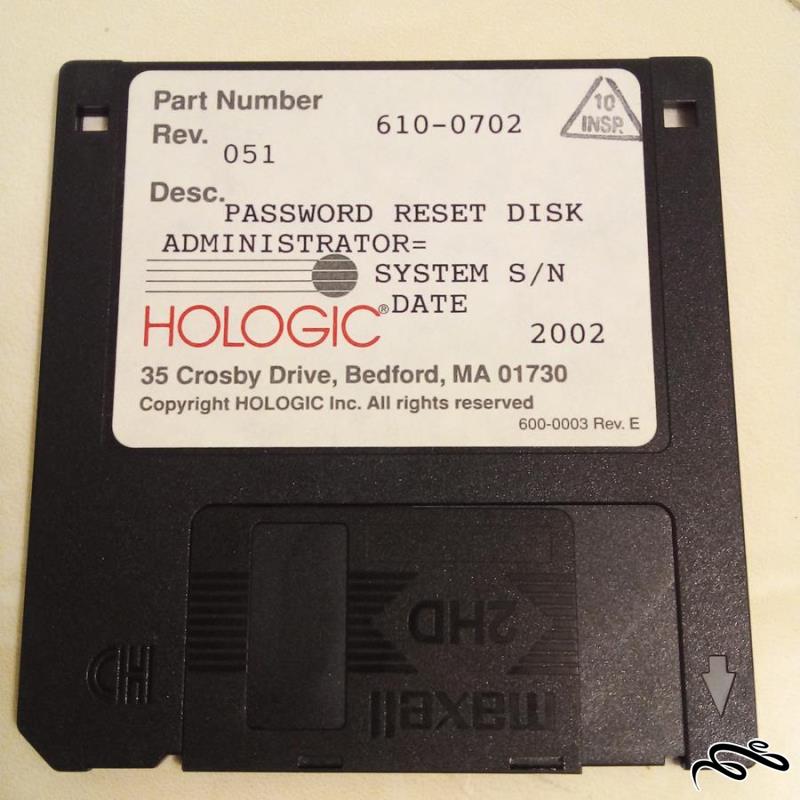 Part Number
610-0702
Rev.
051
10
INSP.
Desc.
PASSWORD RESET DISK
ADMINISTRATOR=
SYSTEM S/N
HOLOGIC®
DATE
2002
35 Crosby Drive, Bedford, MA 01730
Copyright HOLOGIC Inc. All rights reserved
600-0003 Rev. E
2HD
maxell
HD